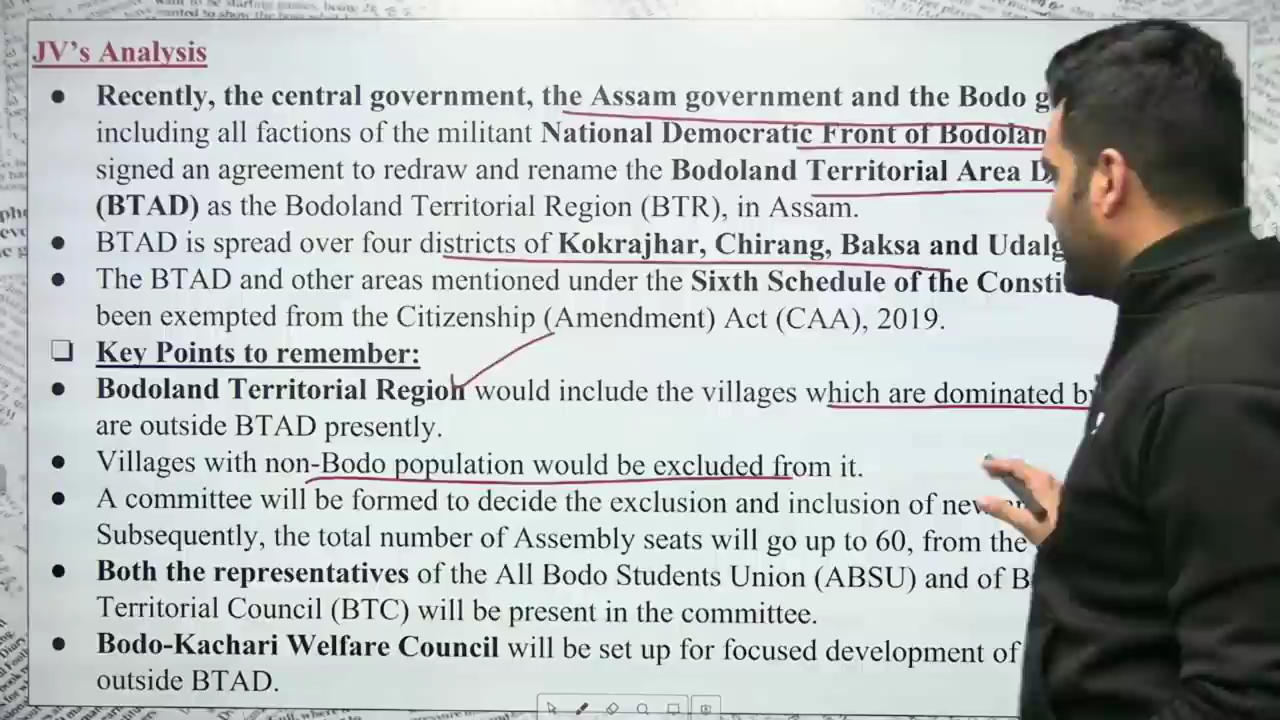 JV's Analysis
● Recently, the central government, the Assam government and the Bodo
including all factions of the militant National Democratic Front of
signed an agreement to redraw and rename the Bodoland Territorial Area
(BTAD) as the Bodoland Territorial Region (BTR), in Assam.
● BTAD is spread over four districts of Kokrajhar, Chirang, Baksa and
● The BTAD and other areas mentioned under the Sixth Schedule of the
been exempted from the Citizenship (Amendment) Act (CAA), 2019.
❑ Key Points to remember:
● Bodoland Territorial Region would include the villages which are dominated
are outside BTAD presently.
● Villages with non-Bodo population would be excluded from it.
● A committee will be formed to decide the exclusion and inclusion of
Subsequently, the total number of Assembly seats will go up to 60, from the
● Both the representatives of the All Bodo Students Union (ABSU) and of
Territorial Council (BTC) will be present in the committee.
● Bodo-Kachari Welfare Council will be set up for focused development of
outside BTAD.